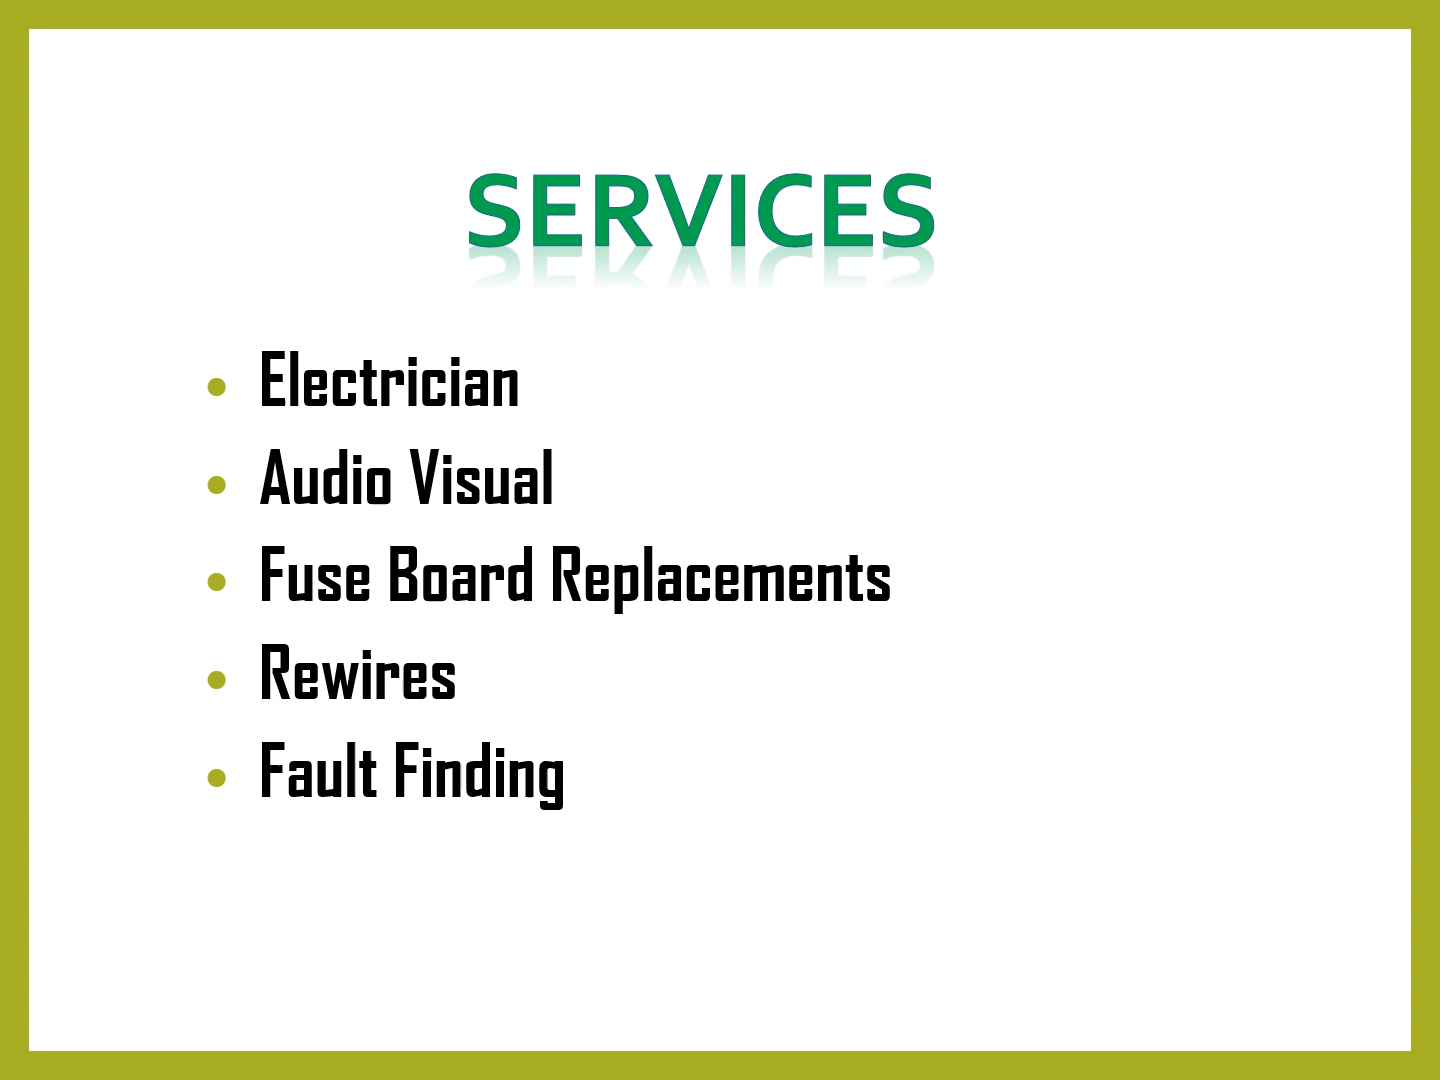 SERVICES
• Electrician
• Audio Visual
• Fuse Board Replacements
• Rewires
• Fault Finding